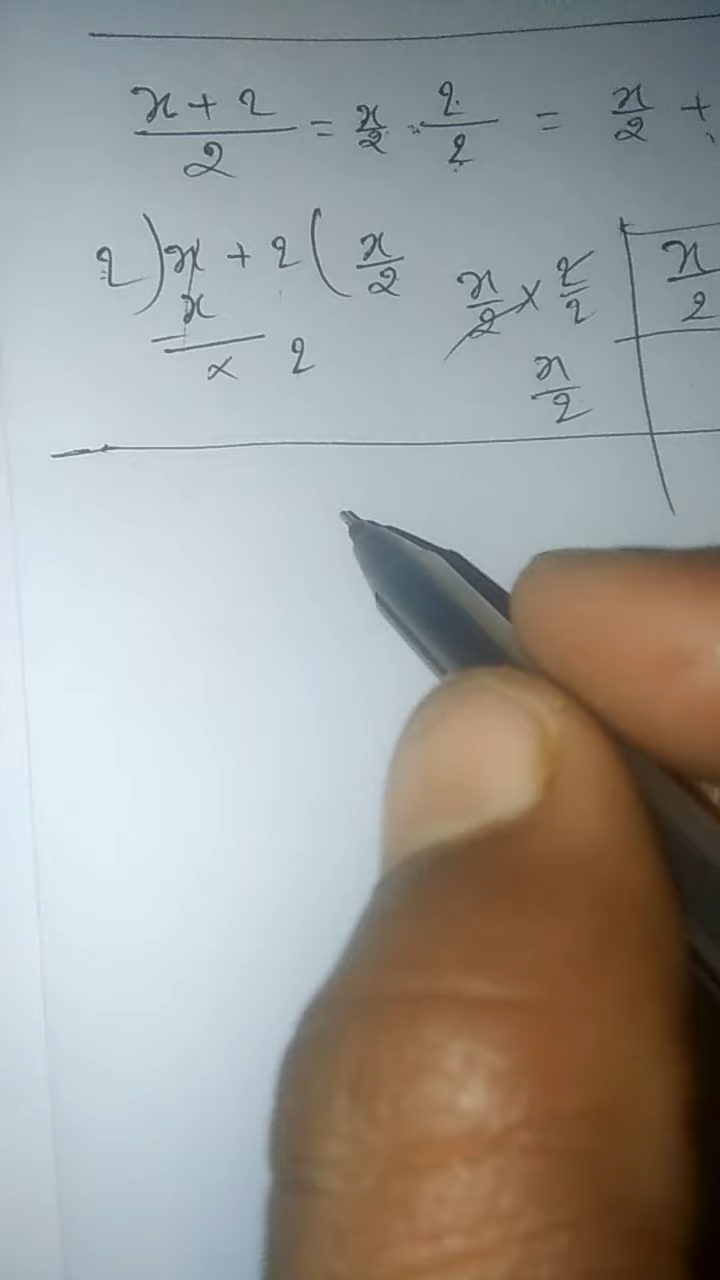 x + 2 / 2 = x/2 · 2/2 = x/2 +
2 ) x + 2 ( x/2   x/2 × 2/2   x/2
x
× 2   x/2